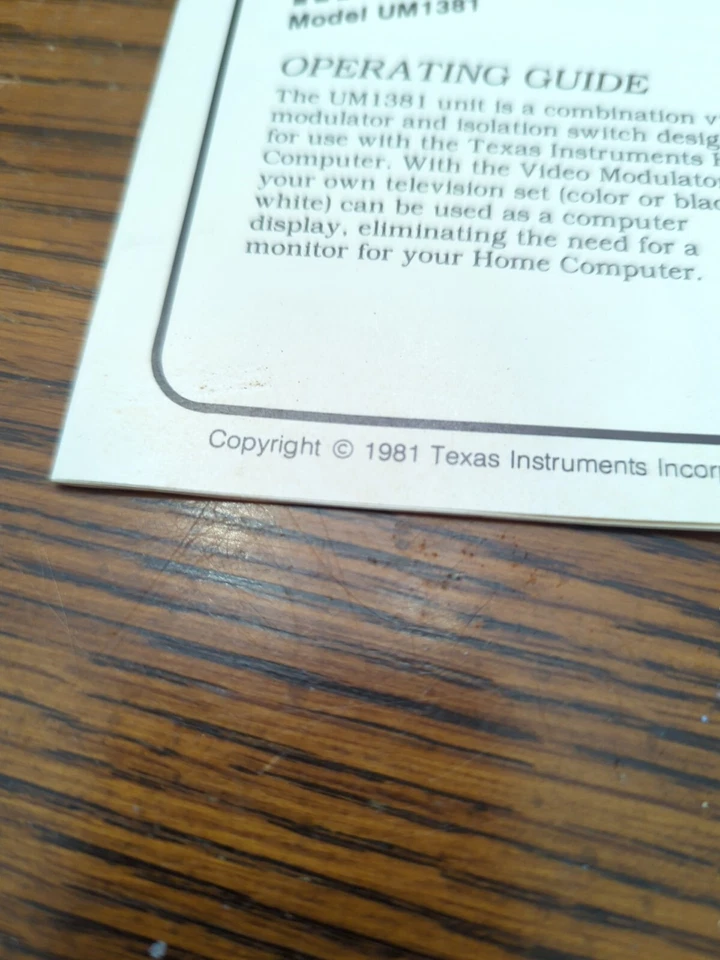 Model UM1381
OPERATING GUIDE
The UM1381 unit is a combination
modulator and isolation switch
for use with the Texas Instruments
Computer. With the Video
your own television set (color or
white) can be used as a computer
display, eliminating the need for a
monitor for your Home Computer.
Copyright © 1981 Texas Instruments